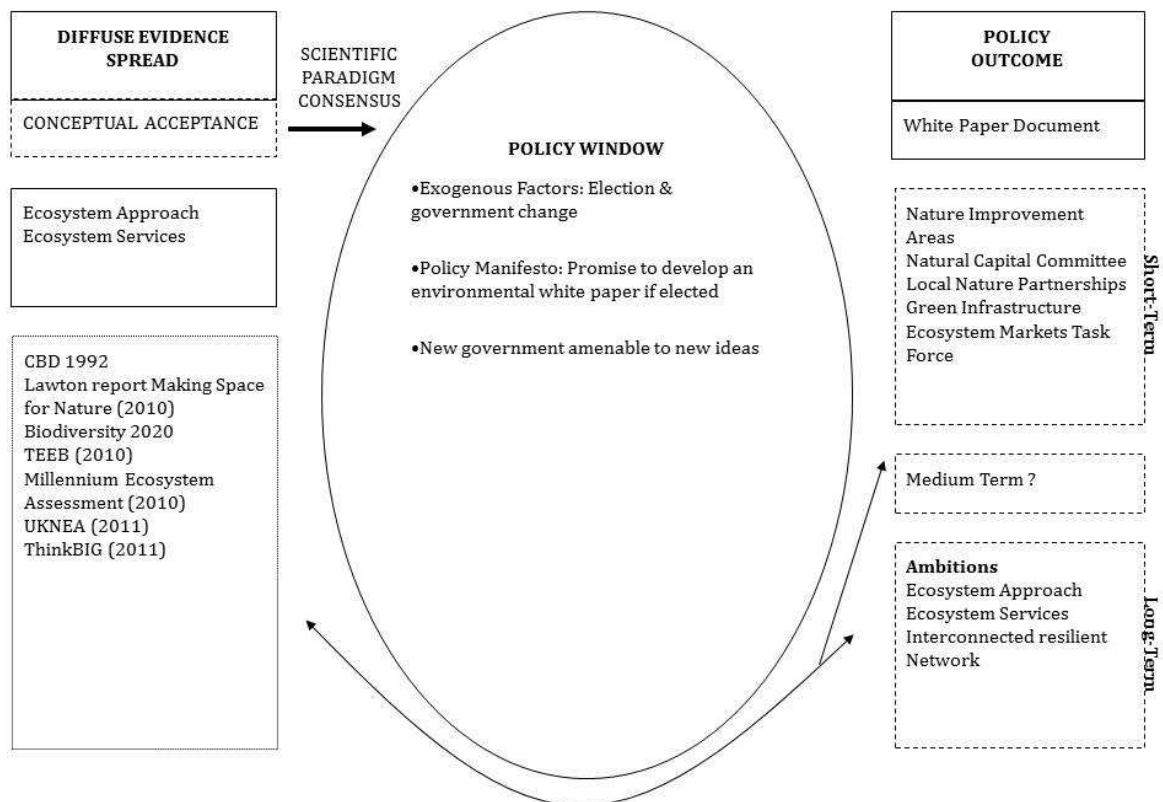 DIFFUSE EVIDENCE
SPREAD
CONCEPTUAL ACCEPTANCE
Ecosystem Approach
Ecosystem Services
CBD 1992
Lawton report Making Space
for Nature (2010)
Biodiversity 2020
TEEB (2010)
Millennium Ecosystem
Assessment (2010)
UKNEA (2011)
ThinkBIG (2011)
SCIENTIFIC
PARADIGM
CONSENSUS
POLICY WINDOW
•Exogenous Factors: Election &
government change
•Policy Manifesto: Promise to develop an
environmental white paper if elected
•New government amenable to new ideas
POLICY
OUTCOME
White Paper Document
Nature Improvement
Areas
Natural Capital Committee
Local Nature Partnerships
Green Infrastructure
Ecosystem Markets Task
Force
Short-Term
Medium Term ?
Ambitions
Ecosystem Approach
Ecosystem Services
Interconnected resilient
Network
Long-Term